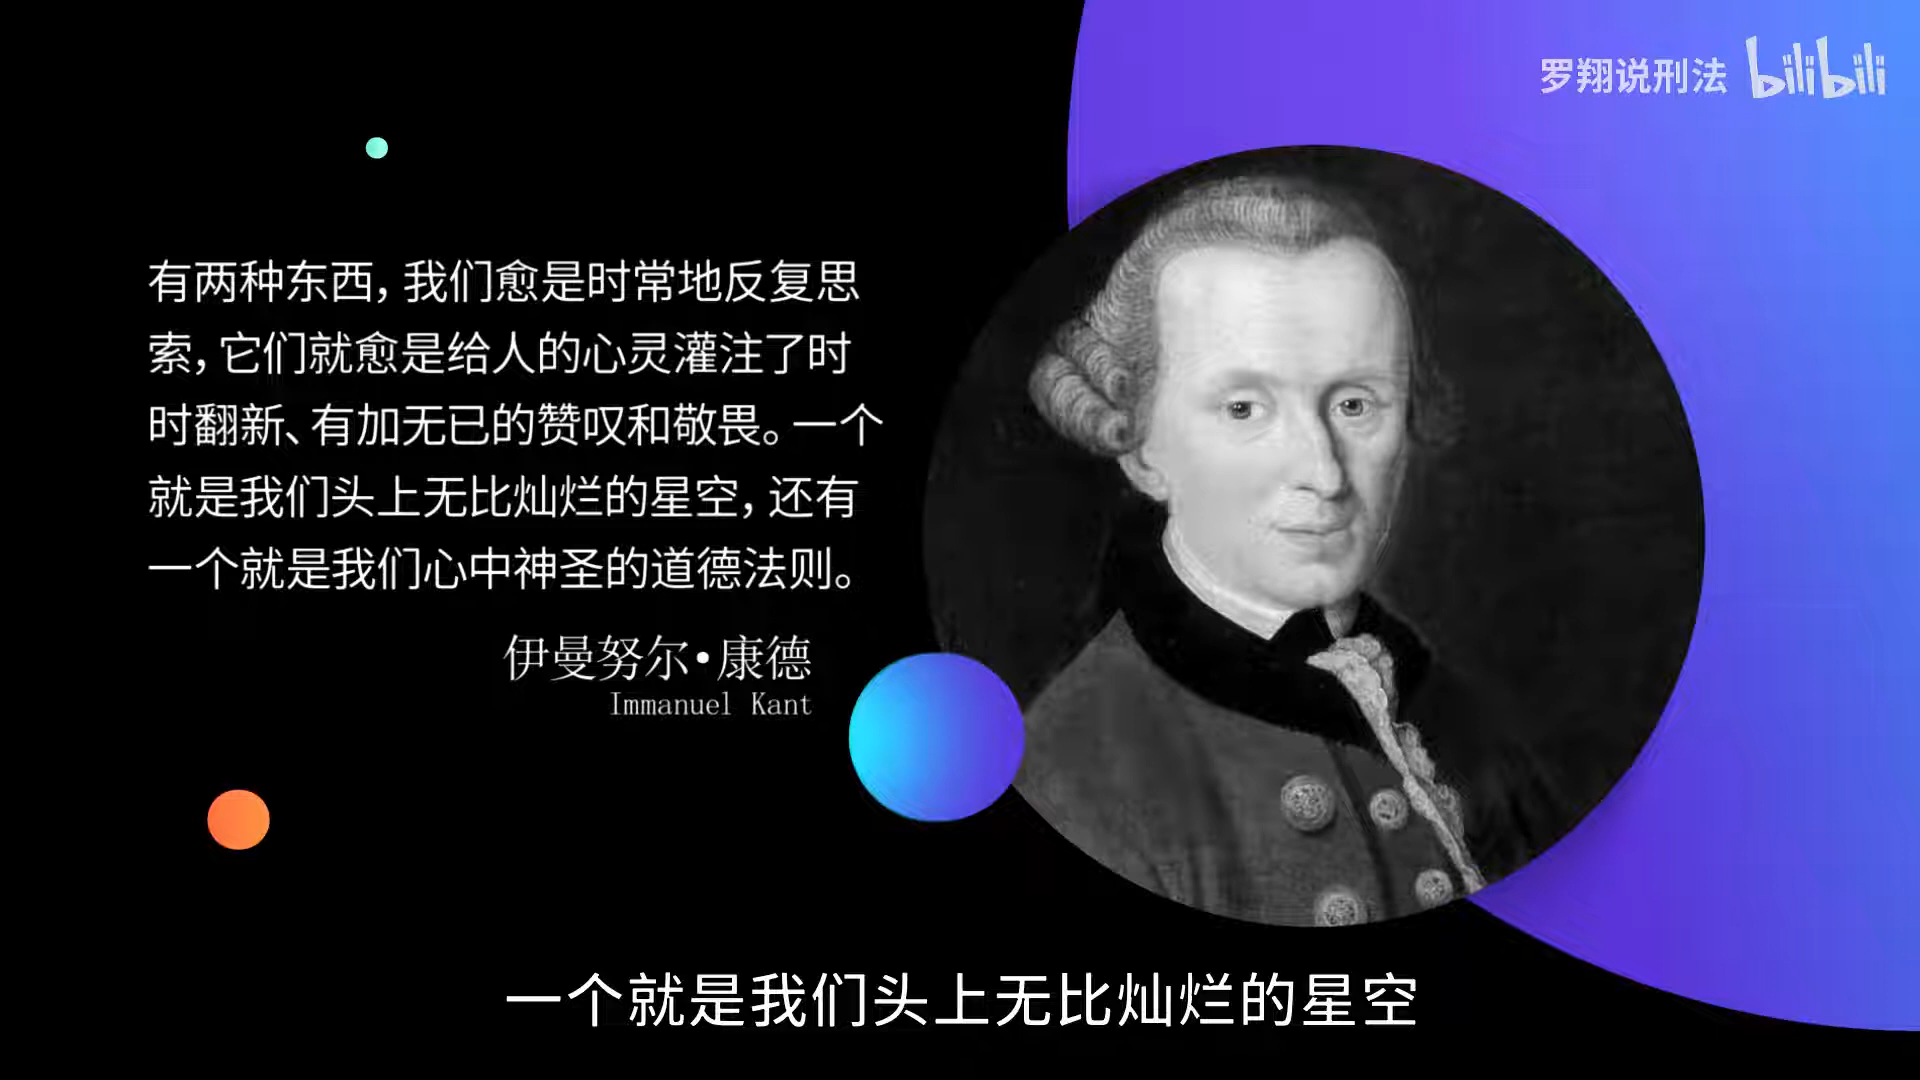 罗翔说刑法 bilibili
有两种东西，我们愈是时常地反复思
索，它们就愈是给人的心灵灌注了时
时翻新、有加无已的赞叹和敬畏。一个
就是我们头上无比灿烂的星空，还有
一个就是我们心中神圣的道德法则。
伊曼努尔•康德
Immanuel Kant
一个就是我们头上无比灿烂的星空